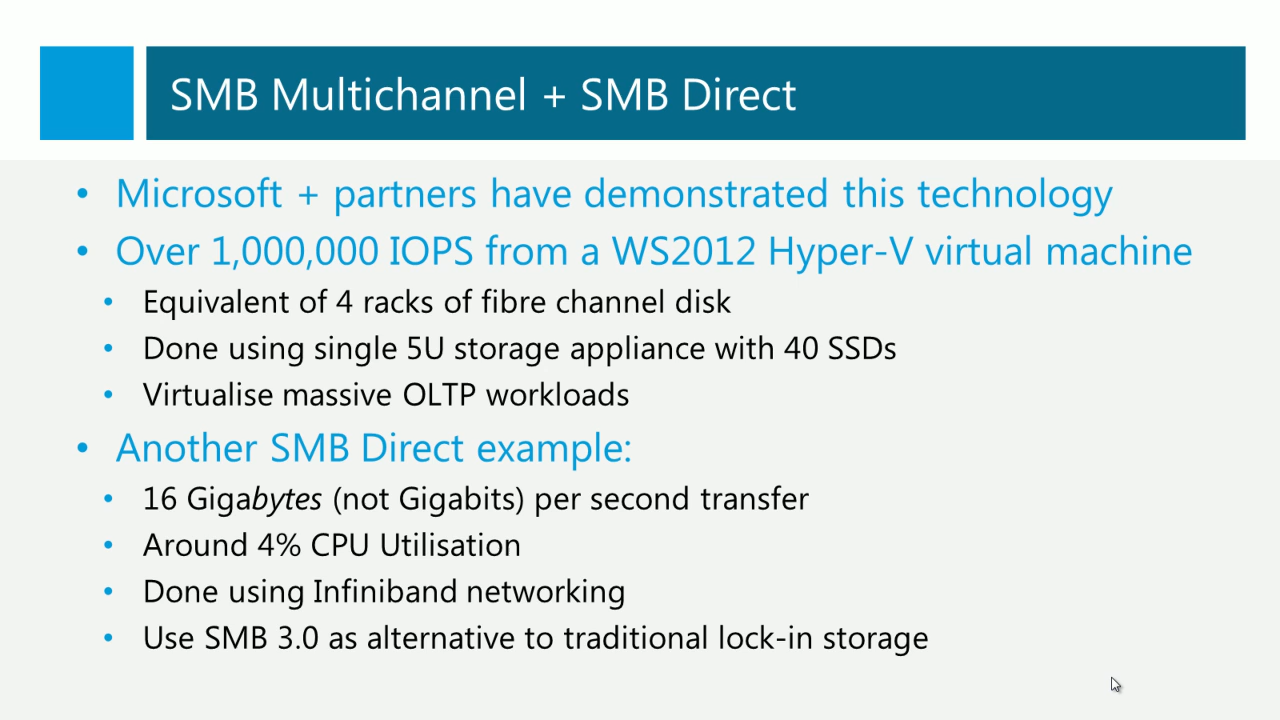 SMB Multichannel + SMB Direct
• Microsoft + partners have demonstrated this technology
• Over 1,000,000 IOPS from a WS2012 Hyper-V virtual machine
• Equivalent of 4 racks of fibre channel disk
• Done using single 5U storage appliance with 40 SSDs
• Virtualise massive OLTP workloads
• Another SMB Direct example:
• 16 Gigabytes (not Gigabits) per second transfer
• Around 4% CPU Utilisation
• Done using Infiniband networking
• Use SMB 3.0 as alternative to traditional lock-in storage